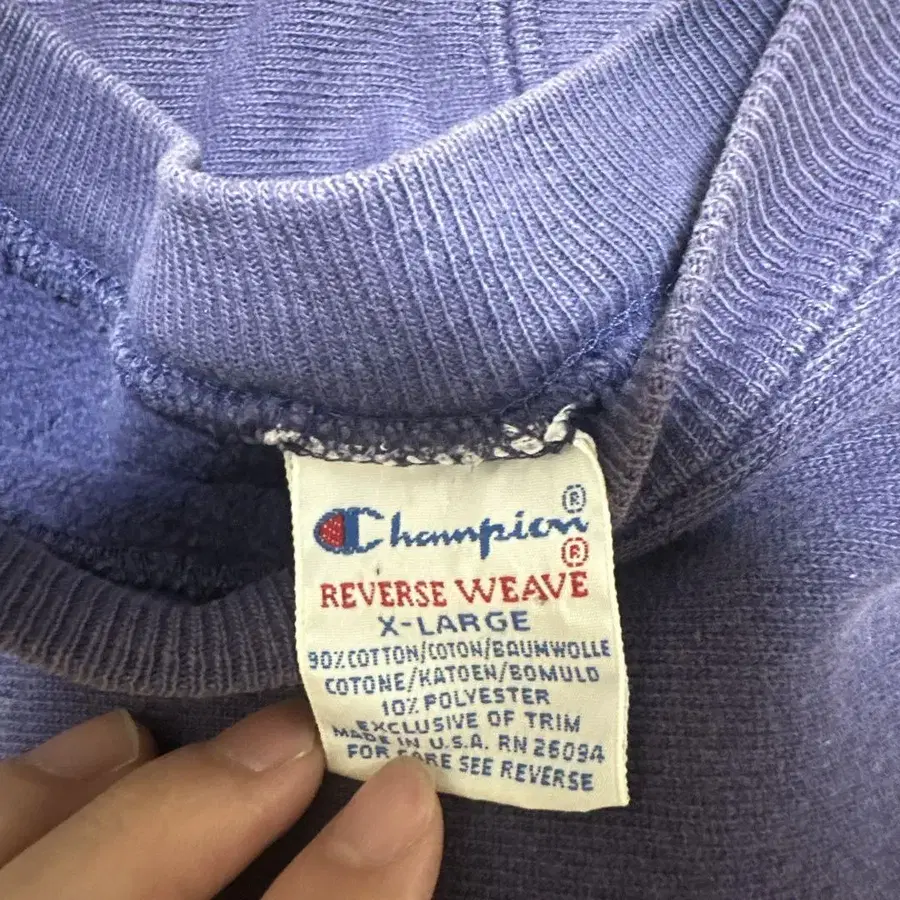 Champion®
REVERSE WEAVE®
X-LARGE
90% COTTON/COTON/BAUMWOLLE
COTONE/KATOEN/BOMULD
10% POLYESTER
EXCLUSIVE OF TRIM
MADE IN U.S.A. RN 26094
FOR CARE SEE REVERSE